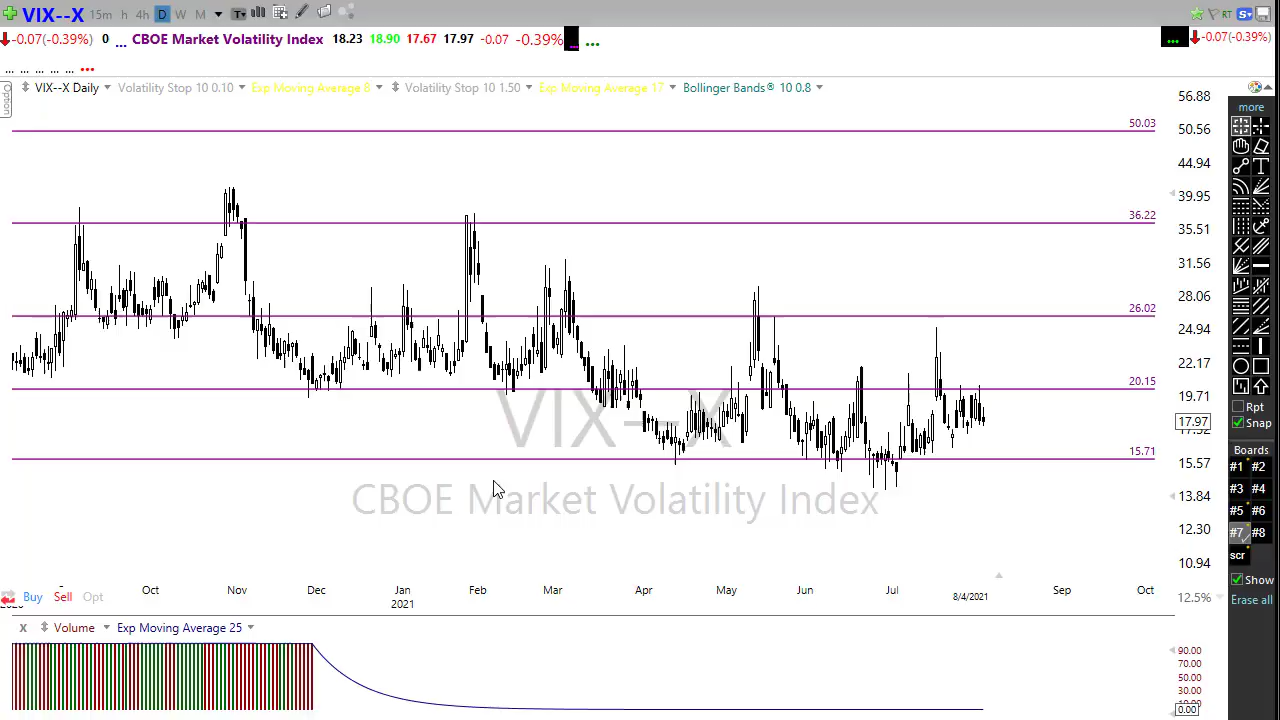 VIX--X 15m h 4h D W M T RT S
-0.07(-0.39%) 0 ... CBOE Market Volatility Index 18.23 18.90 17.67 17.97 -0.07 -0.39% ... ... -0.07(-0.39%)
... ... ... ... ... ...
Option
VIX--X Daily Volatility Stop 10 0.10 Exp Moving Average 8 Volatility Stop 10 1.50 Exp Moving Average 17 Bollinger Bands® 10 0.8
56.88
more
50.03
50.56
44.94
39.95
36.22
35.51
31.56
28.06
26.02
24.94
22.17
20.15
19.71
Rpt
17.97
Snap
VIX--X
15.71
Boards
15.57
#1 #2
CBOE Market Volatility Index
13.84
#3 #4
#5 #6
12.30
#7 #8
scr
10.94
Show
Oct Nov Dec Jan Feb Mar Apr May Jun Jul 8/4/2021 Sep Oct
Buy Sell Opt
2021
12.5%
Erase all
X Volume Exp Moving Average 25
90.00
70.00
50.00
30.00
0.00